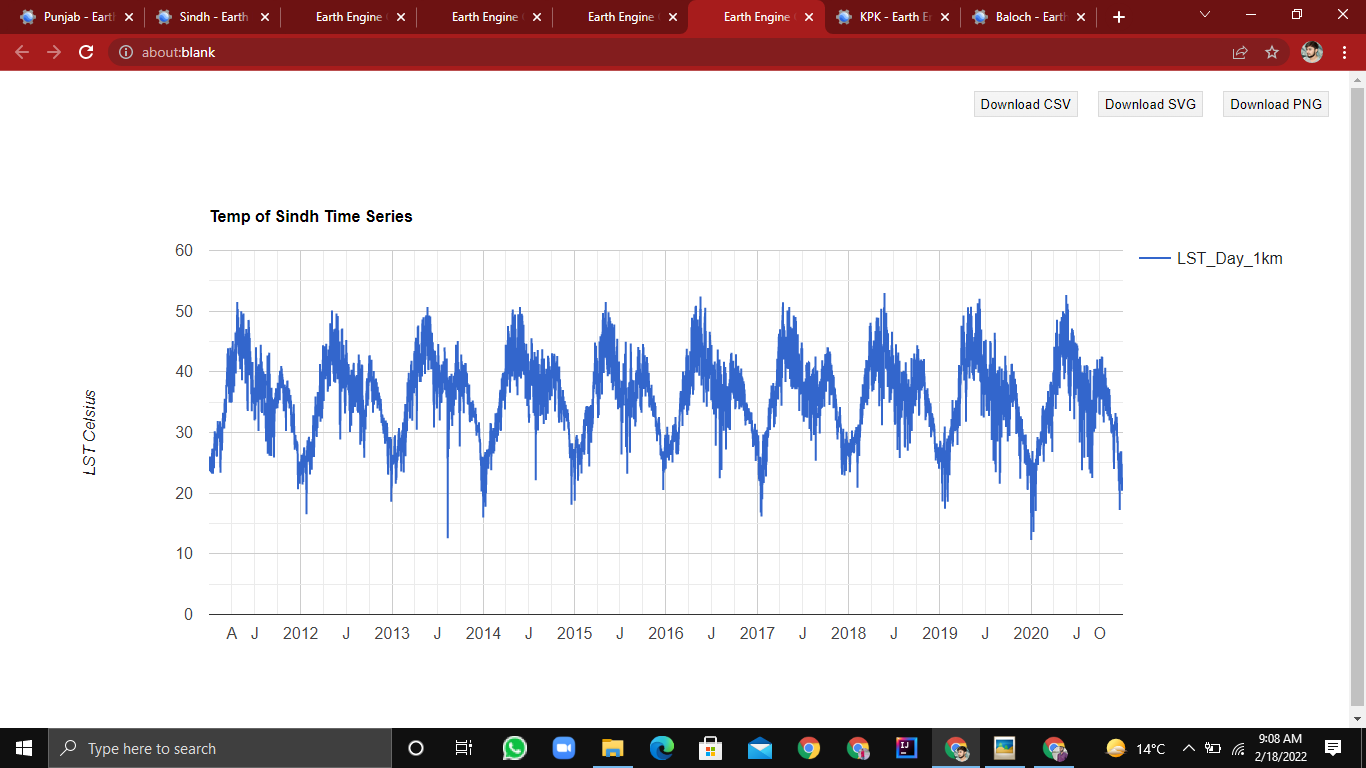 Punjab - Eart
Sindh - Earth
Earth Engine
Earth Engine
Earth Engine
Earth Engine
KPK - Earth E
Baloch - Eart
about:blank
Download CSV
Download SVG
Download PNG
Temp of Sindh Time Series
60
50
40
30
20
10
0
LST Celsius
LST_Day_1km
A J 2012 J 2013 J 2014 J 2015 J 2016 J 2017 J 2018 J 2019 J 2020 J O
Type here to search
IJ
14°C
9:08 AM
2/18/2022